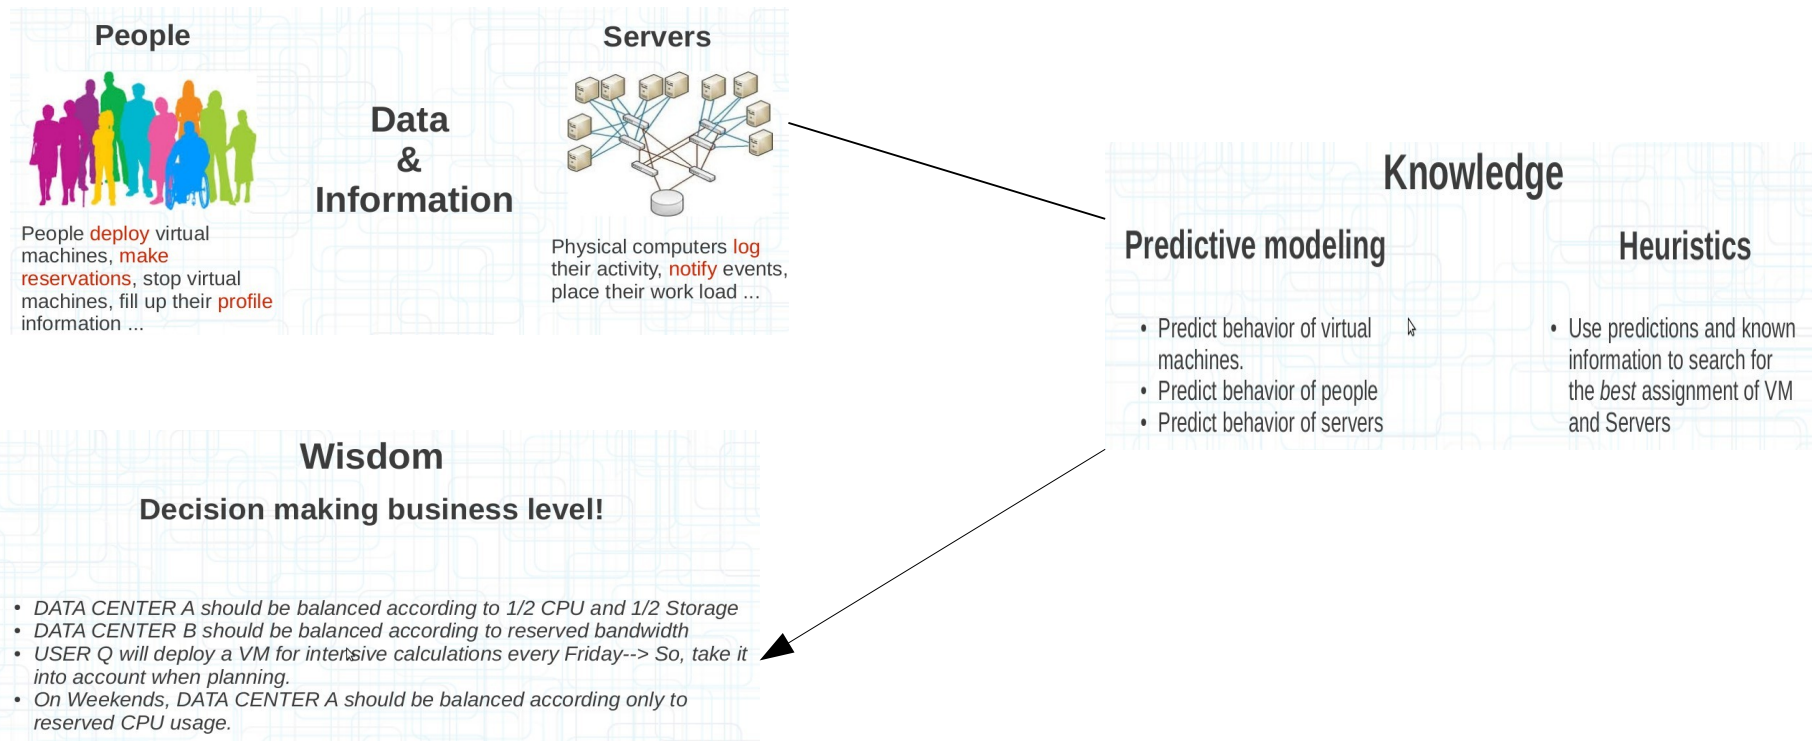 People
Servers
Data
&
Information
People deploy virtual
machines, make
reservations, stop virtual
machines, fill up their profile
information ...
Physical computers log
their activity, notify events,
place their work load ...
Knowledge
Predictive modeling
• Predict behavior of virtual
machines.
• Predict behavior of people
• Predict behavior of servers
Heuristics
• Use predictions and known
information to search for
the best assignment of VM
and Servers
Wisdom
Decision making business level!
• DATA CENTER A should be balanced according to 1/2 CPU and 1/2 Storage
• DATA CENTER B should be balanced according to reserved bandwidth
• USER Q will deploy a VM for intensive calculations every Friday--> So, take it
into account when planning.
• On Weekends, DATA CENTER A should be balanced according only to
reserved CPU usage.